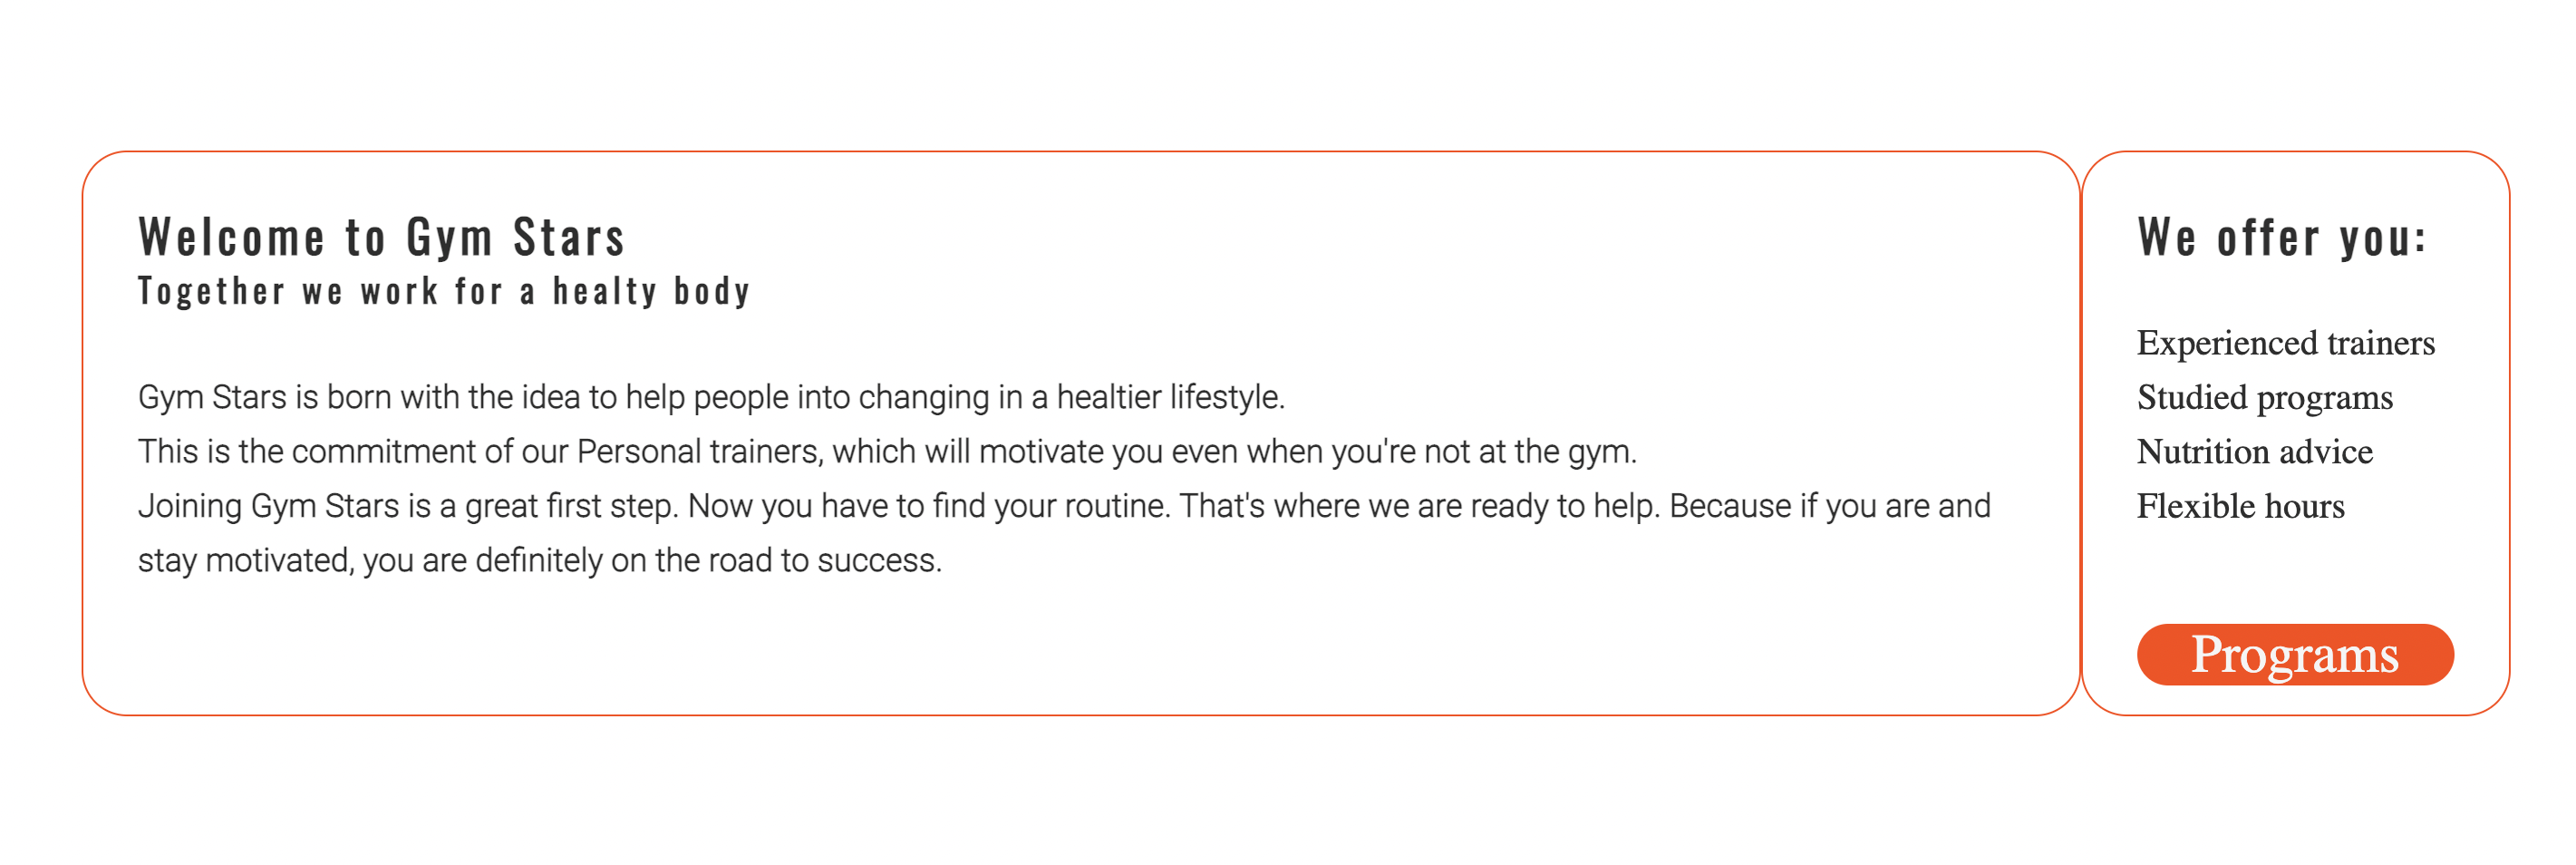 Welcome to Gym Stars
Together we work for a healty body
Gym Stars is born with the idea to help people into changing in a healtier lifestyle.
This is the commitment of our Personal trainers, which will motivate you even when you're not at the gym.
Joining Gym Stars is a great first step. Now you have to find your routine. That's where we are ready to help. Because if you are and
stay motivated, you are definitely on the road to success.
We offer you:
Experienced trainers
Studied programs
Nutrition advice
Flexible hours
Programs